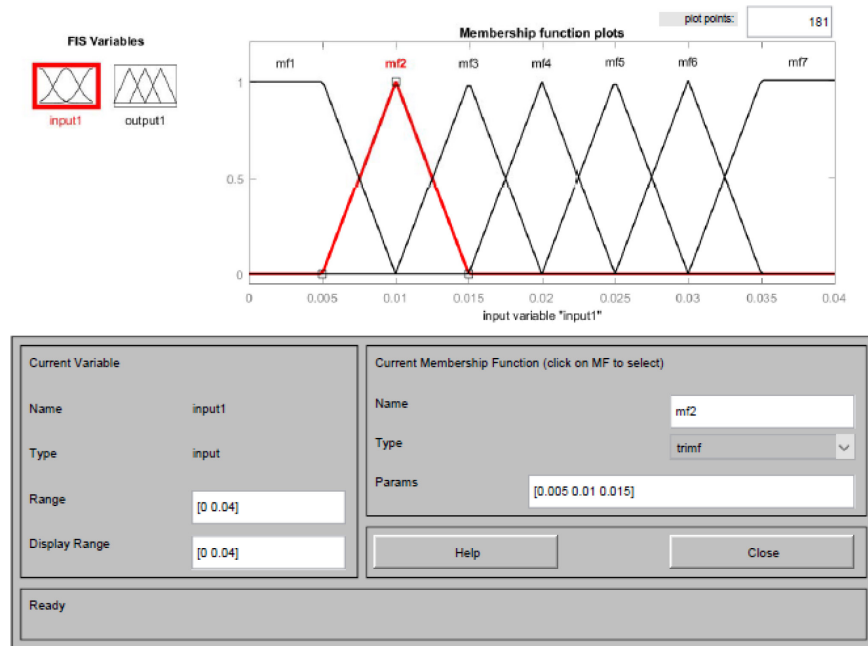 plot points: 181
FIS Variables
Membership function plots
mf1 mf2 mf3 mf4 mf5 mf6 mf7
input1 output1
1
0.5
0
0 0.005 0.01 0.015 0.02 0.025 0.03 0.035 0.04
input variable "input1"
Current Variable
Name input1
Type input
Range [0 0.04]
Display Range [0 0.04]
Current Membership Function (click on MF to select)
Name mf2
Type trimf
Params [0.005 0.01 0.015]
Help Close
Ready